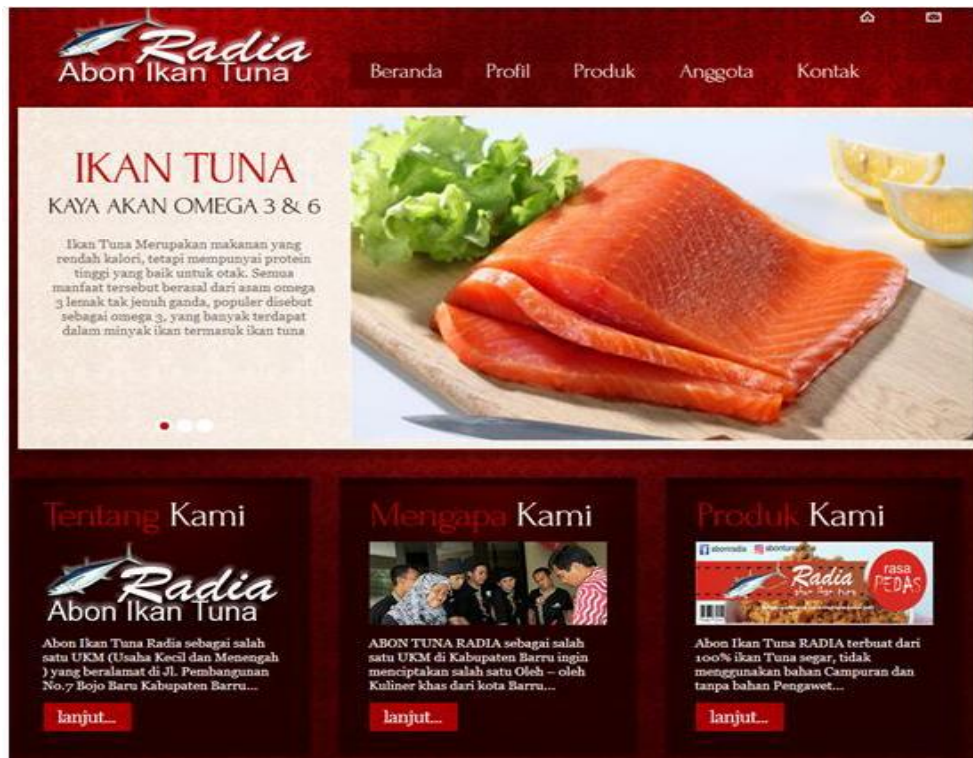 Radia
Abon Ikan Tuna
Beranda Profil Produk Anggota Kontak
IKAN TUNA
KAYA AKAN OMEGA 3 & 6
Ikan Tuna Merupakan makanan yang
rendah kalori, tetapi mempunyai protein
tinggi yang baik untuk otak. Semua
manfaat tersebut berasal dari asam omega
3 lemak tak jenuh ganda, populer disebut
sebagai omega 3, yang banyak terdapat
dalam minyak ikan termasuk ikan tuna
Tentang Kami
Radia
Abon Ikan Tuna
Abon Ikan Tuna Radia sebagai salah
satu UKM (Usaha Kecil dan Menengah
) yang beralamat di Jl. Pembangunan
No.7 Bojo Baru Kabupaten Barru...
lanjut...
Mengapa Kami
ABON TUNA RADIA sebagai salah
satu UKM di Kabupaten Barru ingin
menciptakan salah satu Oleh – oleh
Kuliner khas dari kota Barru,...
lanjut...
Produk Kami
abonradia
Radia
abon ikan tuna
rasa
PEDAS
Abon Ikan Tuna RADIA terbuat dari
100% ikan Tuna segar, tidak
menggunakan bahan Campuran dan
tanpa bahan Pengawet...
lanjut...